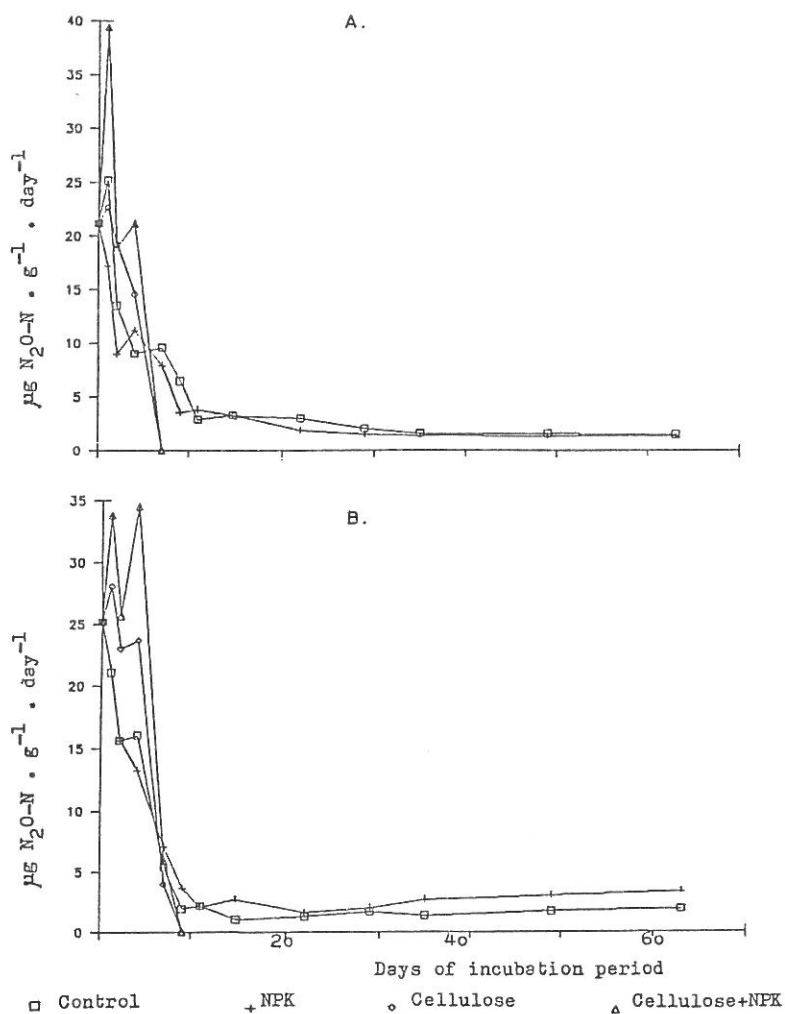 A.
40
35
30
25
20
15
10
5
0
µg N₂O-N . g⁻¹ . day⁻¹
B.
35
30
25
20
15
10
5
0
µg N₂O-N . g⁻¹ . day⁻¹
20 40 60
Days of incubation period
Control NPK Cellulose Cellulose+NPK